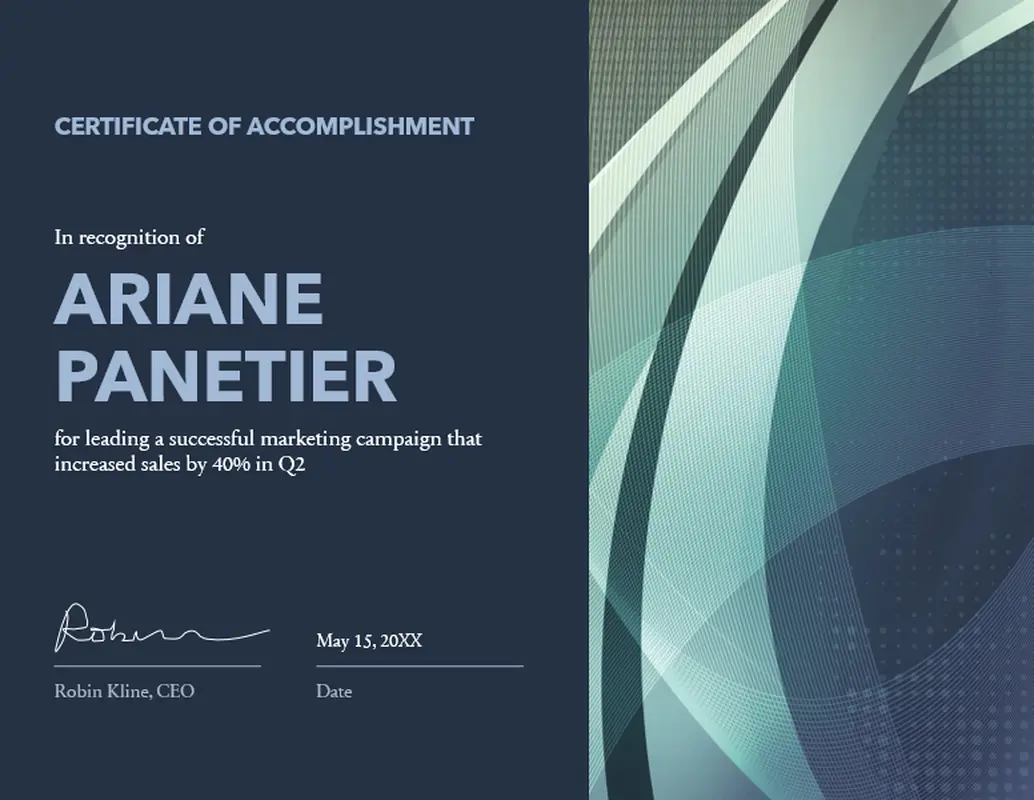 CERTIFICATE OF ACCOMPLISHMENT
In recognition of
ARIANE
PANETIER
for leading a successful marketing campaign that
increased sales by 40% in Q2
Robin
May 15, 20XX
Robin Kline, CEO
Date